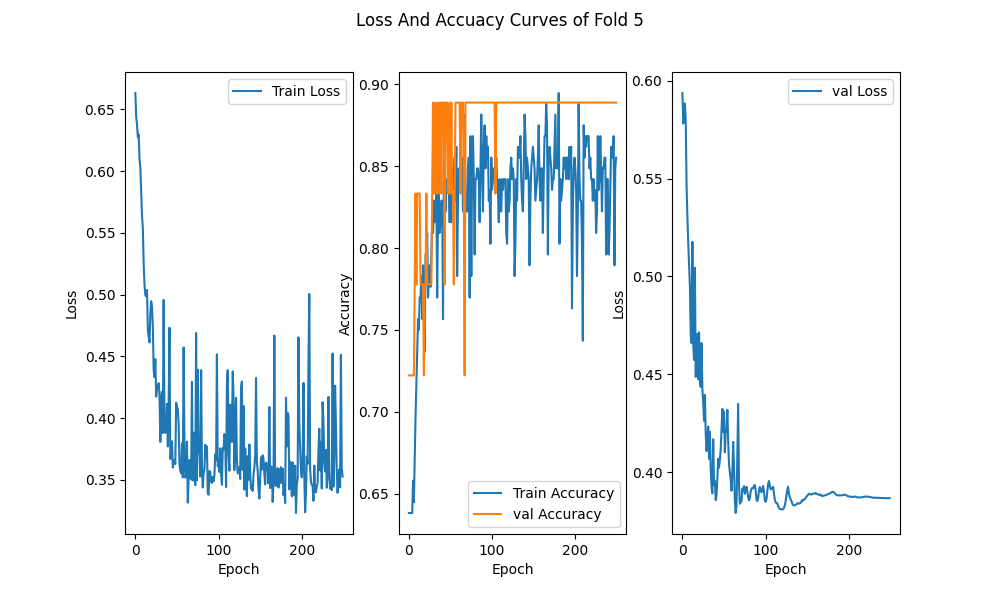 Loss And Accuacy Curves of Fold 5
Train Loss
0.65
0.60
0.55
0.50
0.45
0.40
0.35
Loss
0
100
200
Epoch
0.90
0.85
0.80
0.75
0.70
0.65
Accuracy
Train Accuracy
val Accuracy
0
100
200
Epoch
val Loss
0.60
0.55
0.50
0.45
0.40
Loss
0
100
200
Epoch